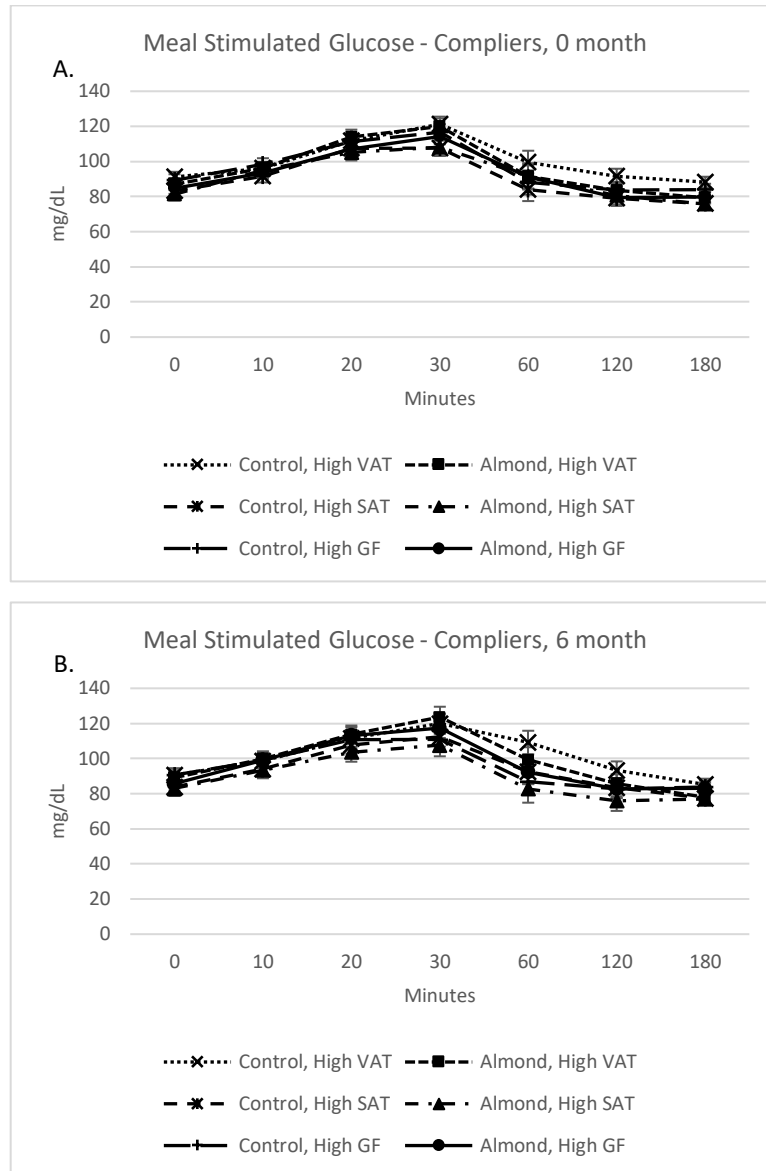 Meal Stimulated Glucose - Compliers, 0 month
A.
140
120
100
80
60
40
20
0
mg/dL
0 10 20 30 60 120 180
Minutes
Control, High VAT Almond, High VAT
Control, High SAT Almond, High SAT
Control, High GF Almond, High GF
Meal Stimulated Glucose - Compliers, 6 month
B.
140
120
100
80
60
40
20
0
mg/dL
0 10 20 30 60 120 180
Minutes
Control, High VAT Almond, High VAT
Control, High SAT Almond, High SAT
Control, High GF Almond, High GF